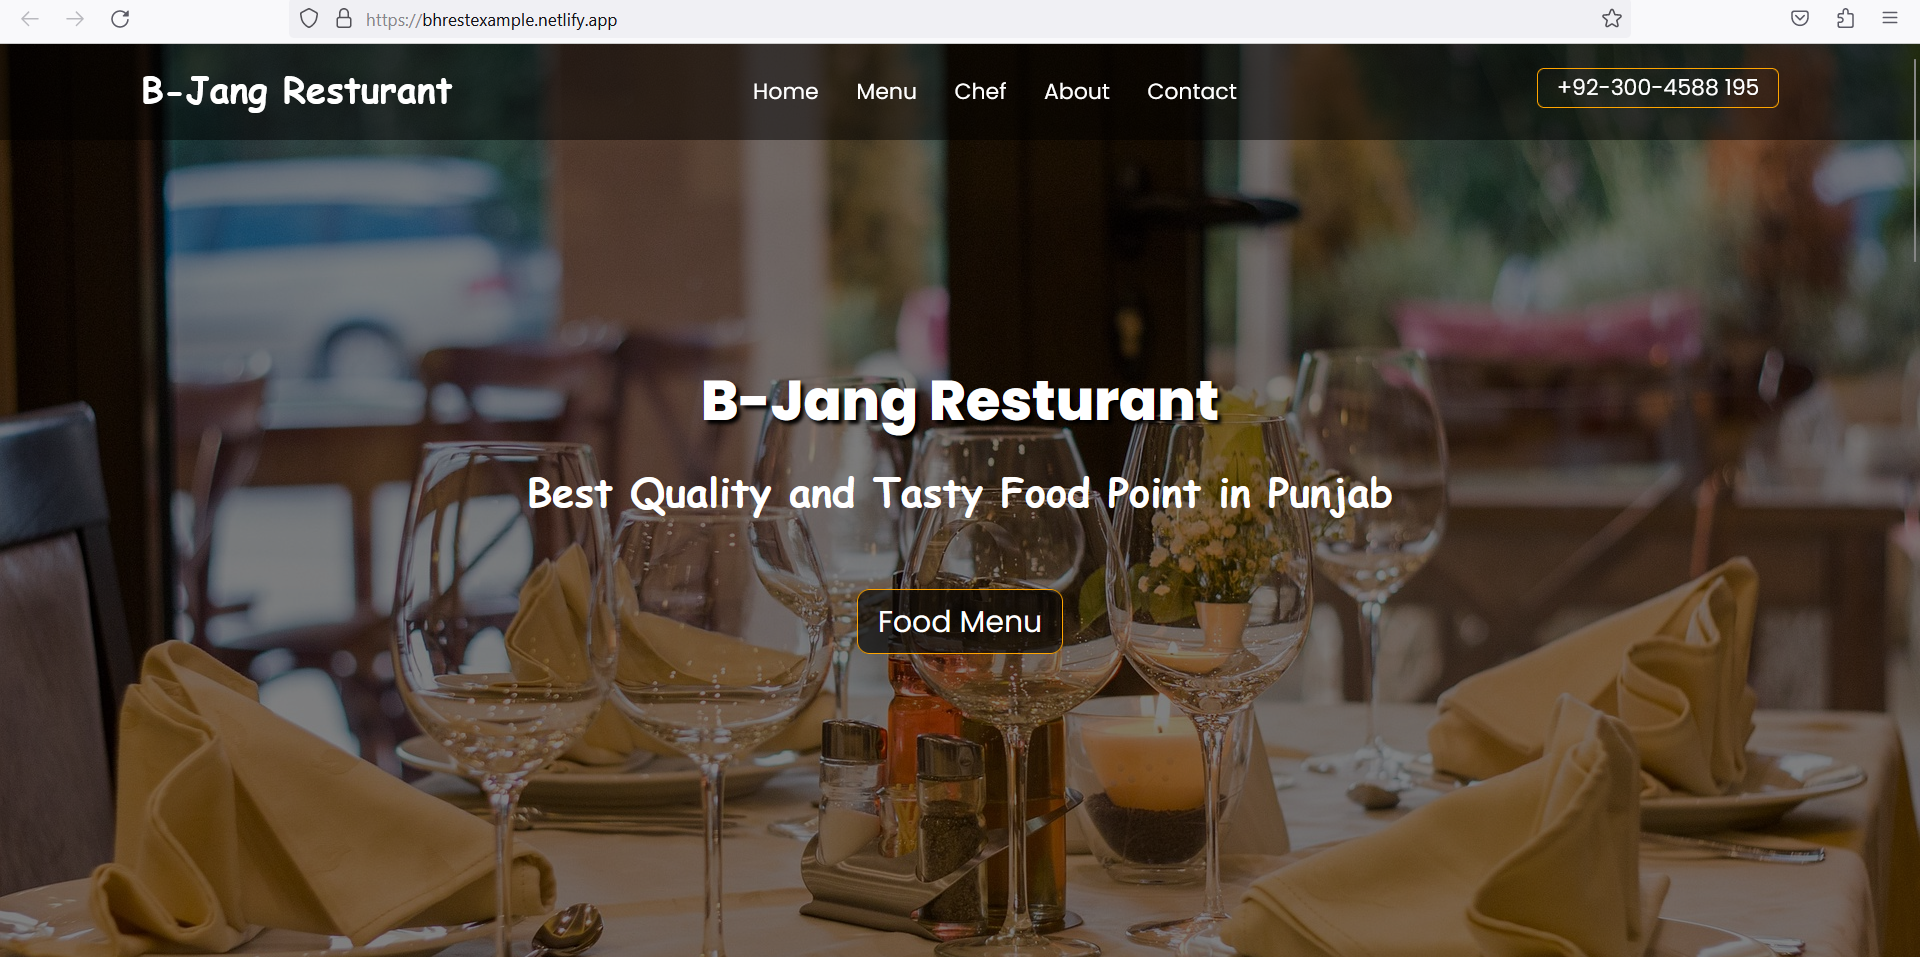 https://bhrestexample.netlify.app
B-Jang Resturant
Home Menu Chef About Contact
+92-300-4588 195
B-Jang Resturant
Best Quality and Tasty Food Point in Punjab
Food Menu